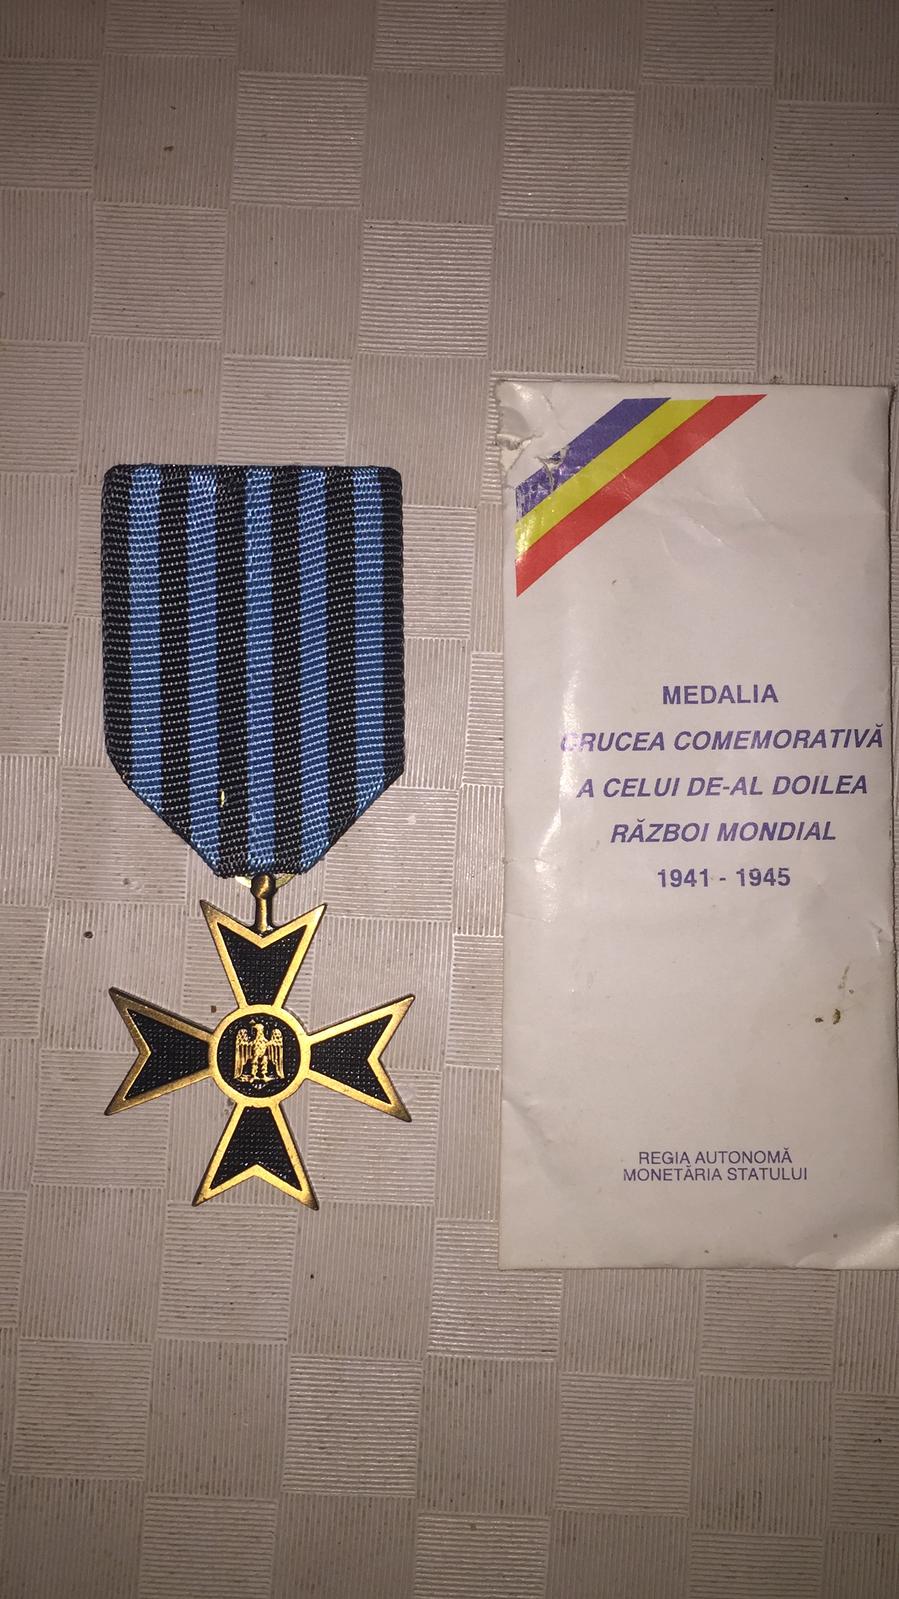 MEDALIA
CRUCEA COMEMORATIVĂ
A CELUI DE-AL DOILEA
RĂZBOI MONDIAL
1941 - 1945
REGIA AUTONOMĂ
MONETĂRIA STATULUI